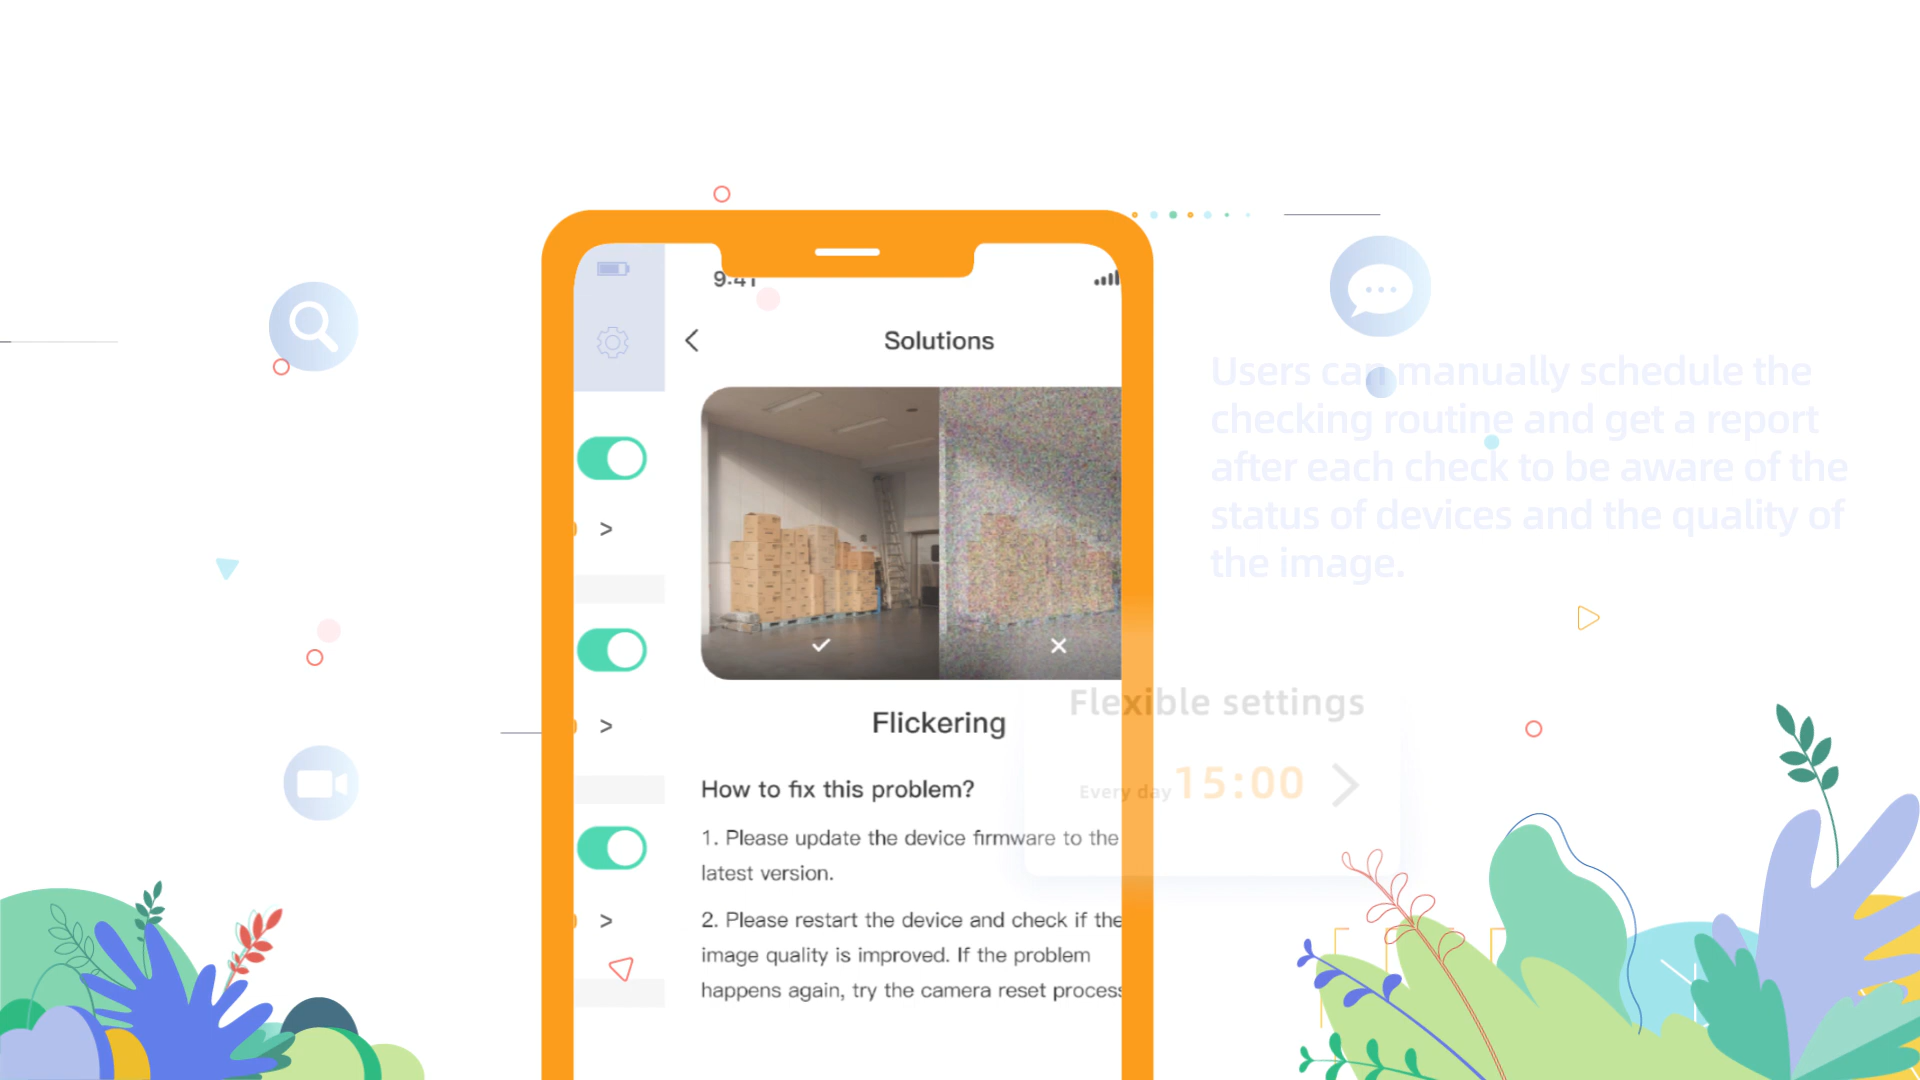 9:41
Solutions
Users can manually schedule the
checking routine and get a report
after each check to be aware of the
status of devices and the quality of
the image.
>
>
>
Flickering
Flexible settings
Every day 15:00
How to fix this problem?
1. Please update the device firmware to the
latest version.
2. Please restart the device and check if the
image quality is improved. If the problem
happens again, try the camera reset process